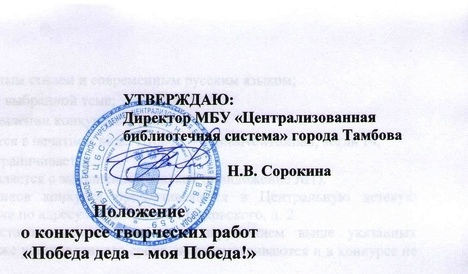 УТВЕРЖДАЮ:
Директор МБУ «Централизованная
библиотечная система» города Тамбова
Н.В. Сорокина
Положение
о конкурсе творческих работ
«Победа деда – моя Победа!»